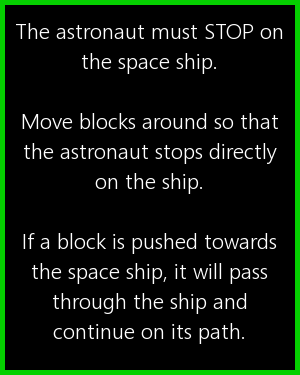 The astronaut must STOP on
the space ship.
Move blocks around so that
the astronaut stops directly
on the ship.
If a block is pushed towards
the space ship, it will pass
through the ship and
continue on its path.